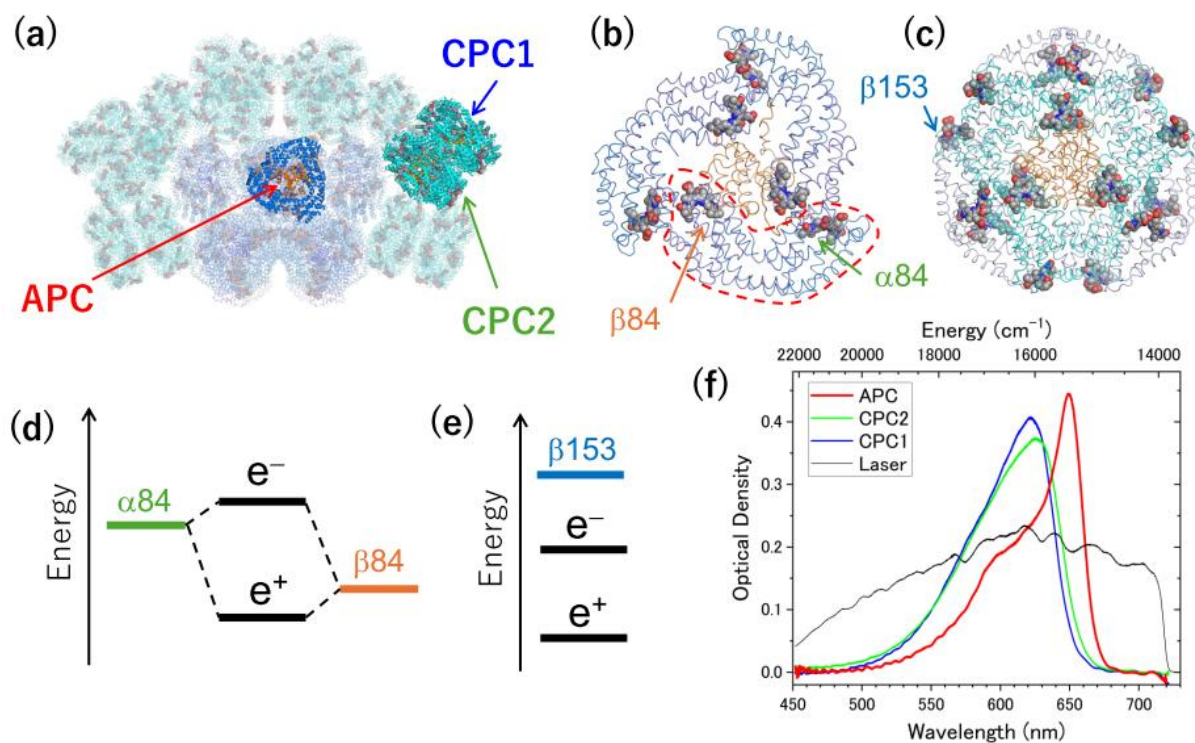 (a)
CPC1
APC
CPC2
(b)
β84
α84
(c)
β153
(d)
Energy
α84
e⁻
β84
e⁺
(e)
Energy
β153
e⁻
e⁺
(f)
Energy (cm⁻¹)
22000 20000 18000 16000 14000
APC
CPC2
CPC1
Laser
Optical Density
0.4
0.3
0.2
0.1
0.0
450 500 550 600 650 700
Wavelength (nm)